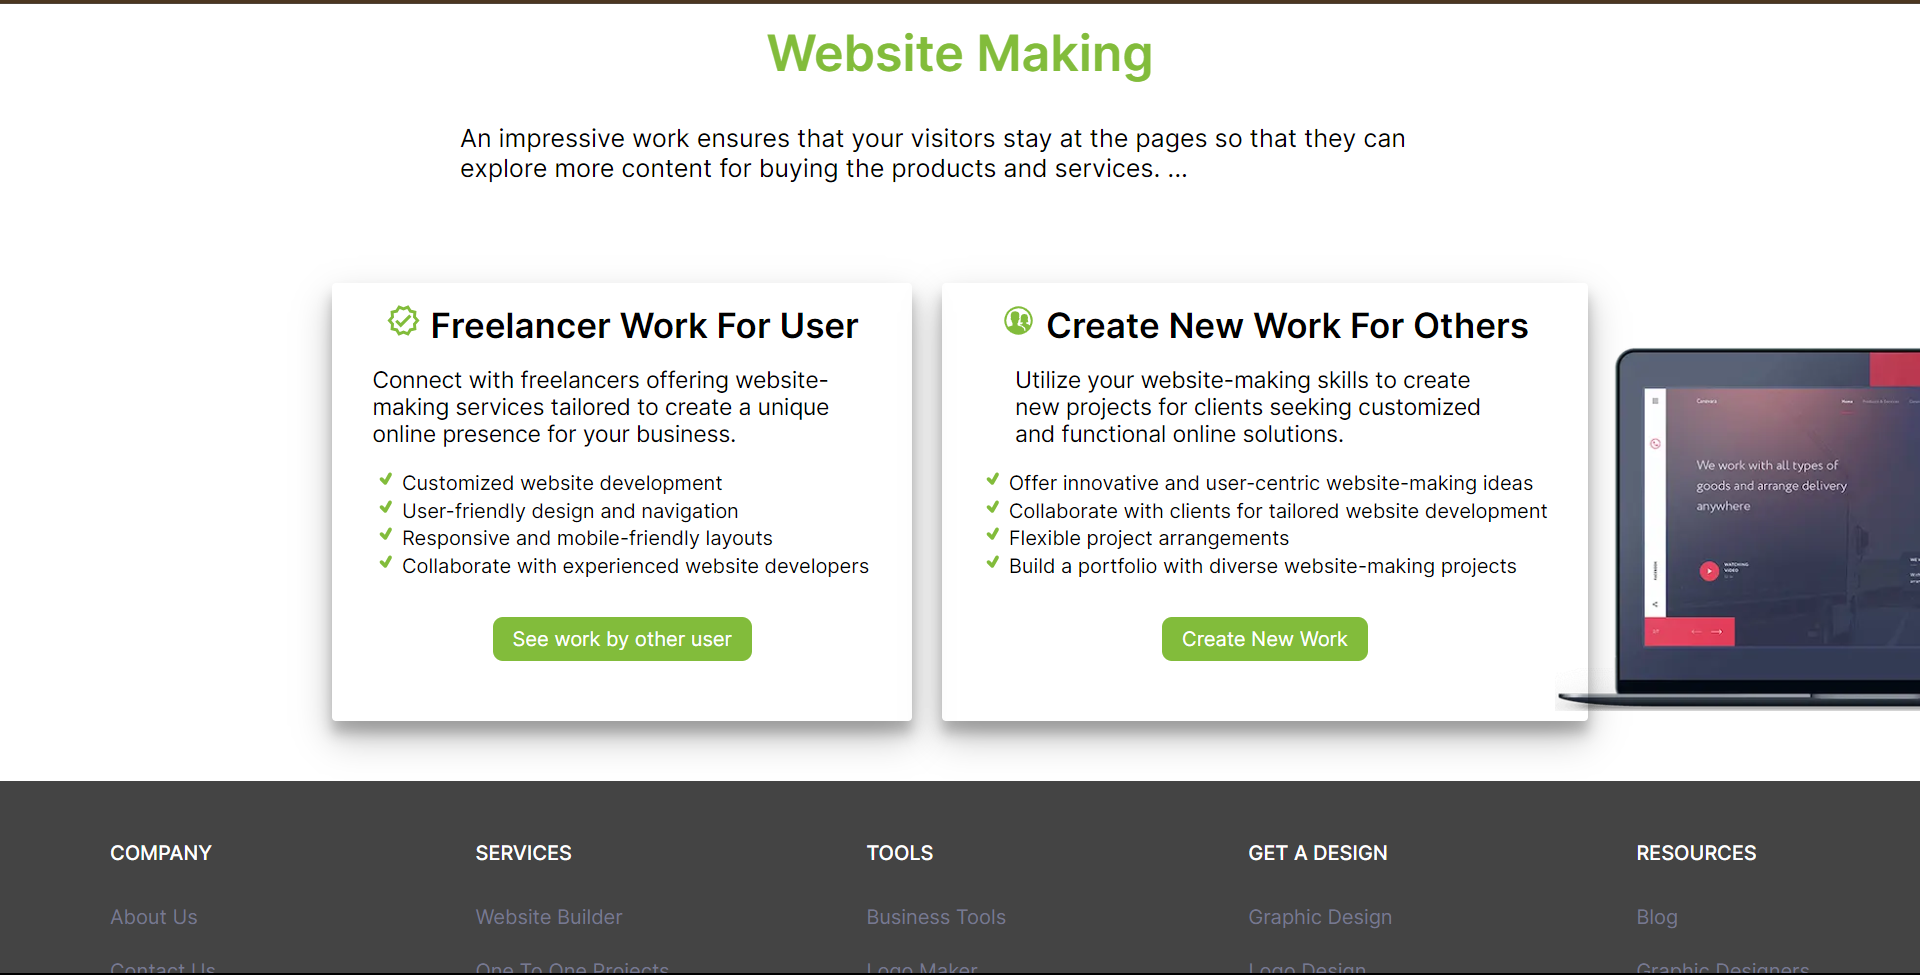 Website Making
An impressive work ensures that your visitors stay at the pages so that they can
explore more content for buying the products and services. ...
Freelancer Work For User
Connect with freelancers offering website-
making services tailored to create a unique
online presence for your business.
Customized website development
User-friendly design and navigation
Responsive and mobile-friendly layouts
Collaborate with experienced website developers
See work by other user
Create New Work For Others
Utilize your website-making skills to create
new projects for clients seeking customized
and functional online solutions.
Offer innovative and user-centric website-making ideas
Collaborate with clients for tailored website development
Flexible project arrangements
Build a portfolio with diverse website-making projects
Create New Work
Home
We work with all types of
goods and arrange delivery
anywhere
WATCHING
VIDEO
COMPANY
About Us
Contact Us
SERVICES
Website Builder
One To One Projects
TOOLS
Business Tools
Logo Maker
GET A DESIGN
Graphic Design
Logo Design
RESOURCES
Blog
Graphic Designers